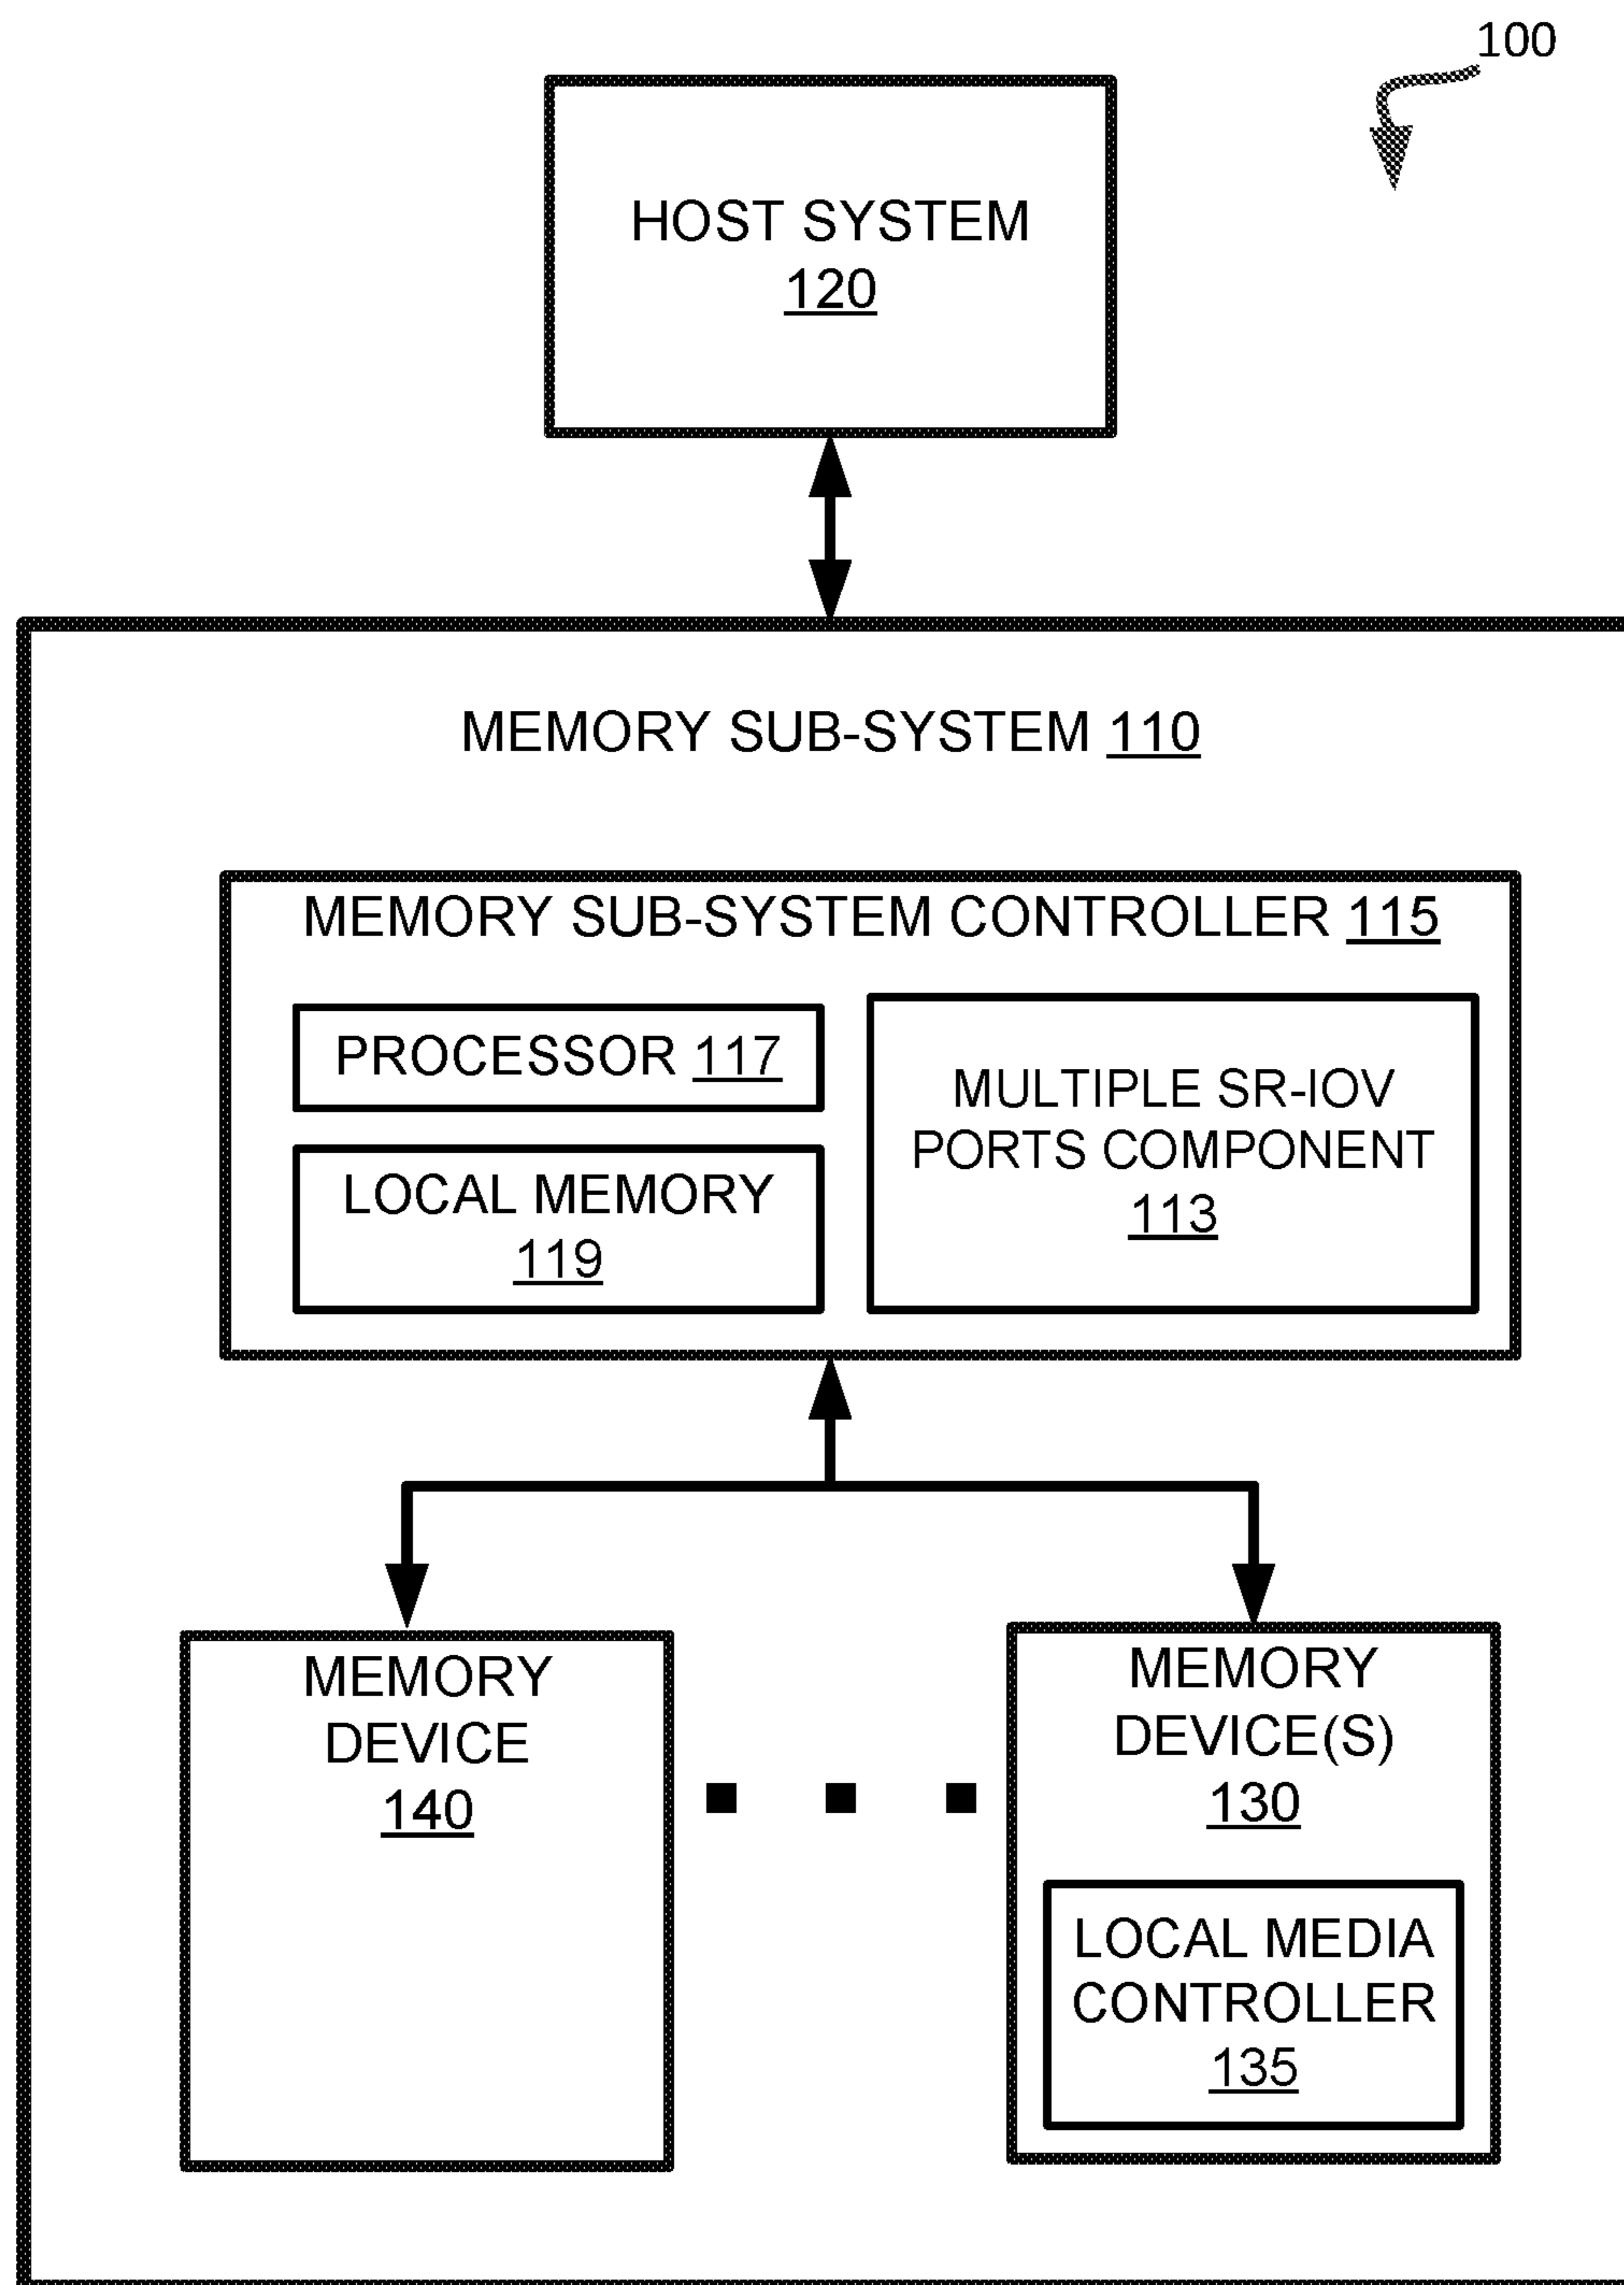 100
HOST SYSTEM
120
MEMORY SUB-SYSTEM 110
MEMORY SUB-SYSTEM CONTROLLER 115
PROCESSOR 117
LOCAL MEMORY
119
MULTIPLE SR-IOV
PORTS COMPONENT
113
MEMORY
DEVICE
140
MEMORY
DEVICE(S)
130
LOCAL MEDIA
CONTROLLER
135